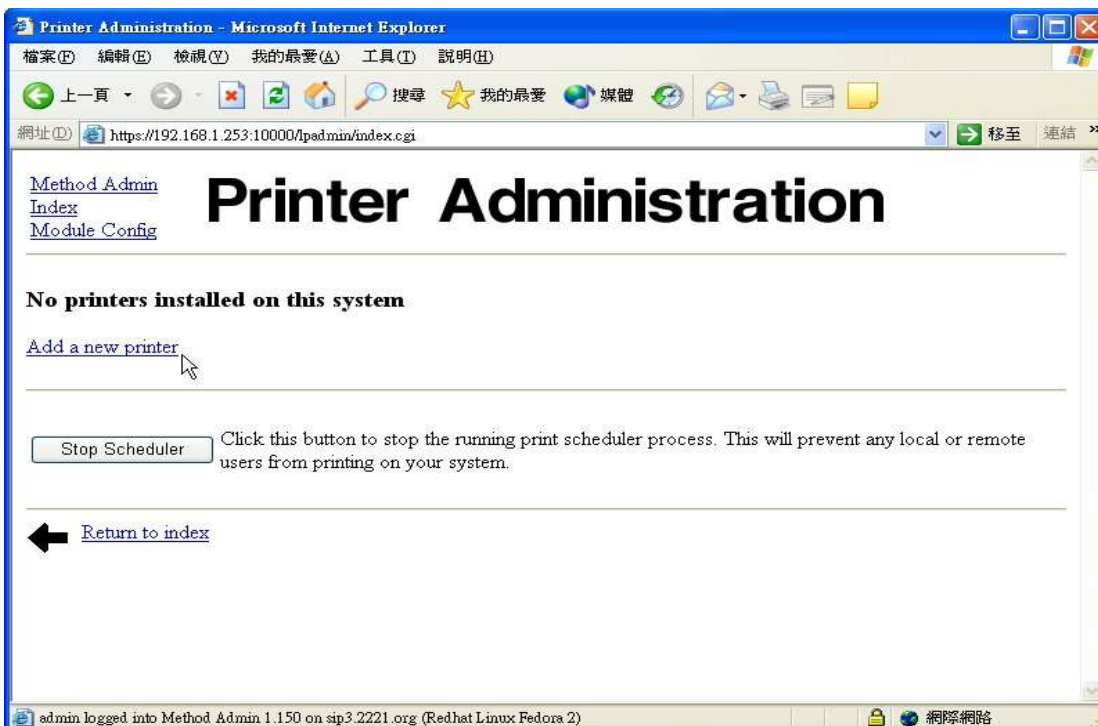 Printer Administration - Microsoft Internet Explorer
檔案(F) 編輯(E) 檢視(V) 我的最愛(A) 工具(T) 說明(H)
上一頁 搜尋 我的最愛 媒體
網址(D) https://192.168.1.253:10000/lpadmin/index.cgi 移至 連結 »
Method Admin
Index
Module Config
Printer Administration
No printers installed on this system
Add a new printer
Stop Scheduler
Click this button to stop the running print scheduler process. This will prevent any local or remote
users from printing on your system.
Return to index
admin logged into Method Admin 1.150 on sip3.2221.org (Redhat Linux Fedora 2) 網際網路